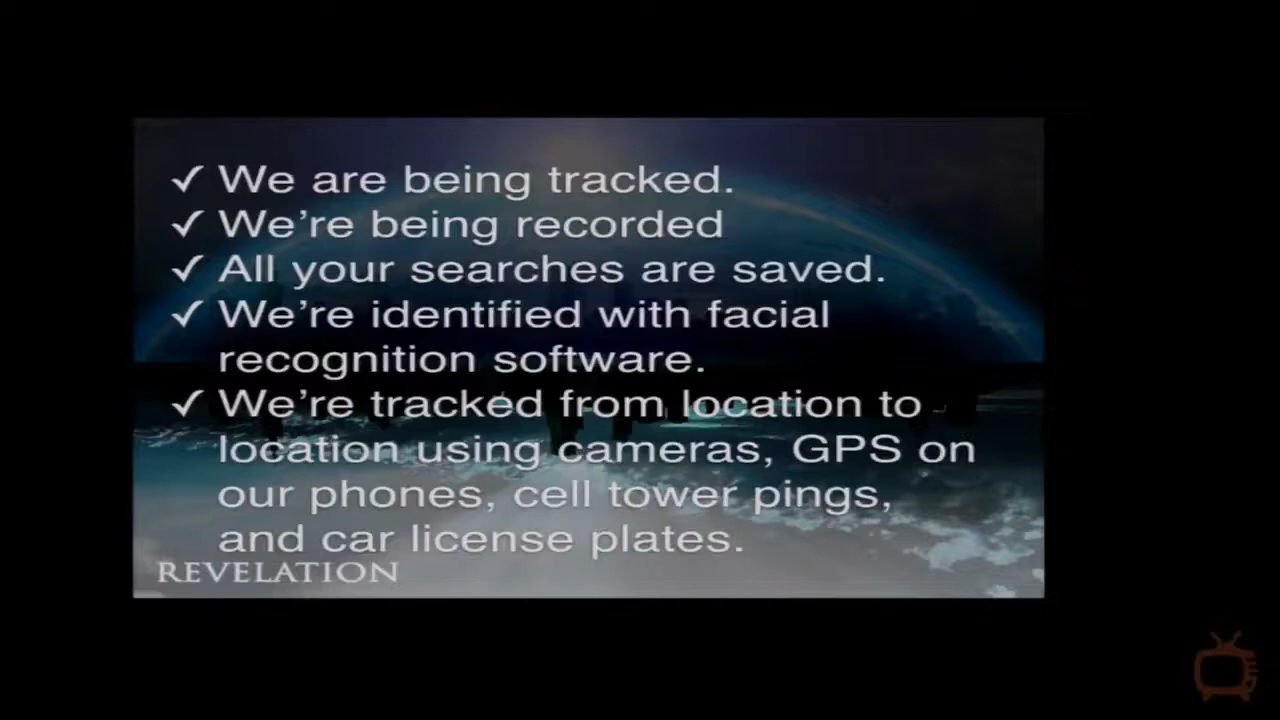 ✓ We are being tracked.
✓ We’re being recorded
✓ All your searches are saved.
✓ We’re identified with facial
recognition software.
✓ We’re tracked from location to
location using cameras, GPS on
our phones, cell tower pings,
and car license plates.
REVELATION